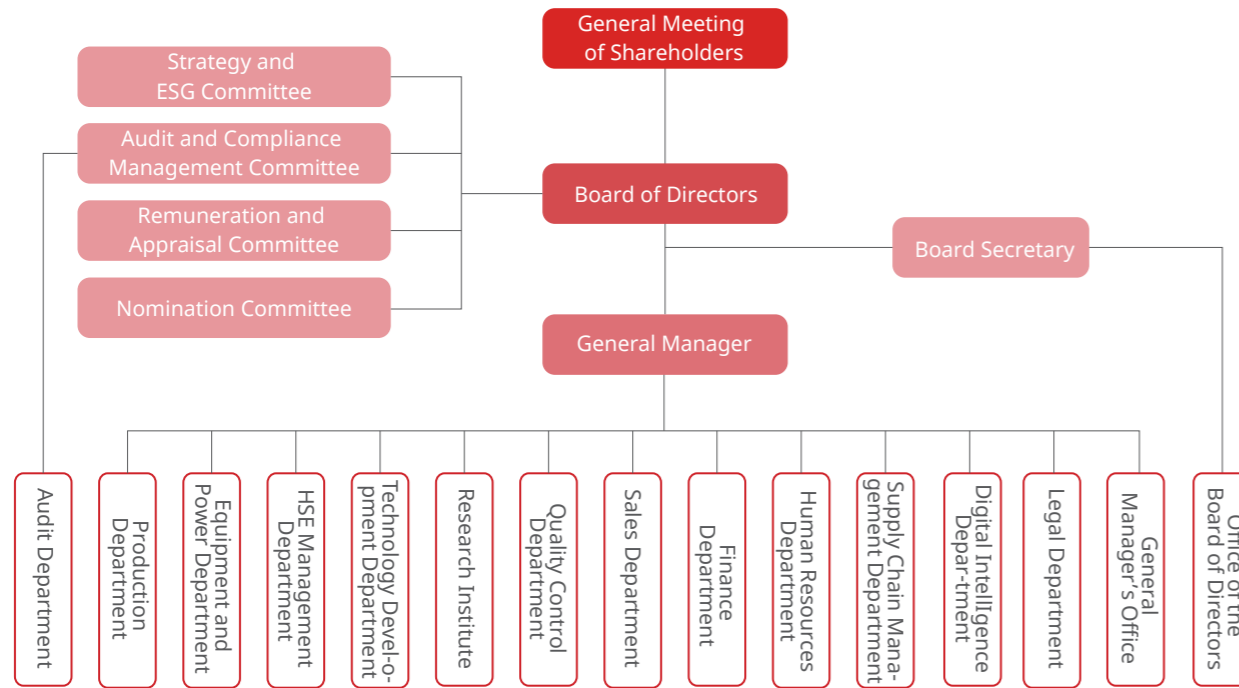 General Meeting
of Shareholders
Strategy and
ESG Committee
Audit and Compliance
Management Committee
Board of Directors
Remuneration and
Appraisal Committee
Board Secretary
Nomination Committee
General Manager
Audit Department
Production
Department
Equipment and
Power Department
HSE Management
Department
Technology Devel-o-
pment Department
Research Institute
Quality Control
Department
Sales Department
Finance
Department
Human Resources
Department
Supply Chain Mana-
gement Department
Digital Intelligence
Depar-tment
Legal Department
General
Manager's Office
Office of the
Board of Directors